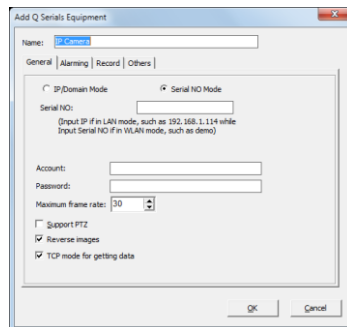 Add Q Serials Equipment
Name: IP Camera
General Alarming Record Others
IP/Domain Mode Serial NO Mode
Serial NO:
(Input IP if in LAN mode, such as 192.168.1.114 while
Input Serial NO if in WLAN mode, such as demo)
Account:
Password:
Maximum frame rate: 30
Support PTZ
Reverse images
TCP mode for getting data
OK Cancel